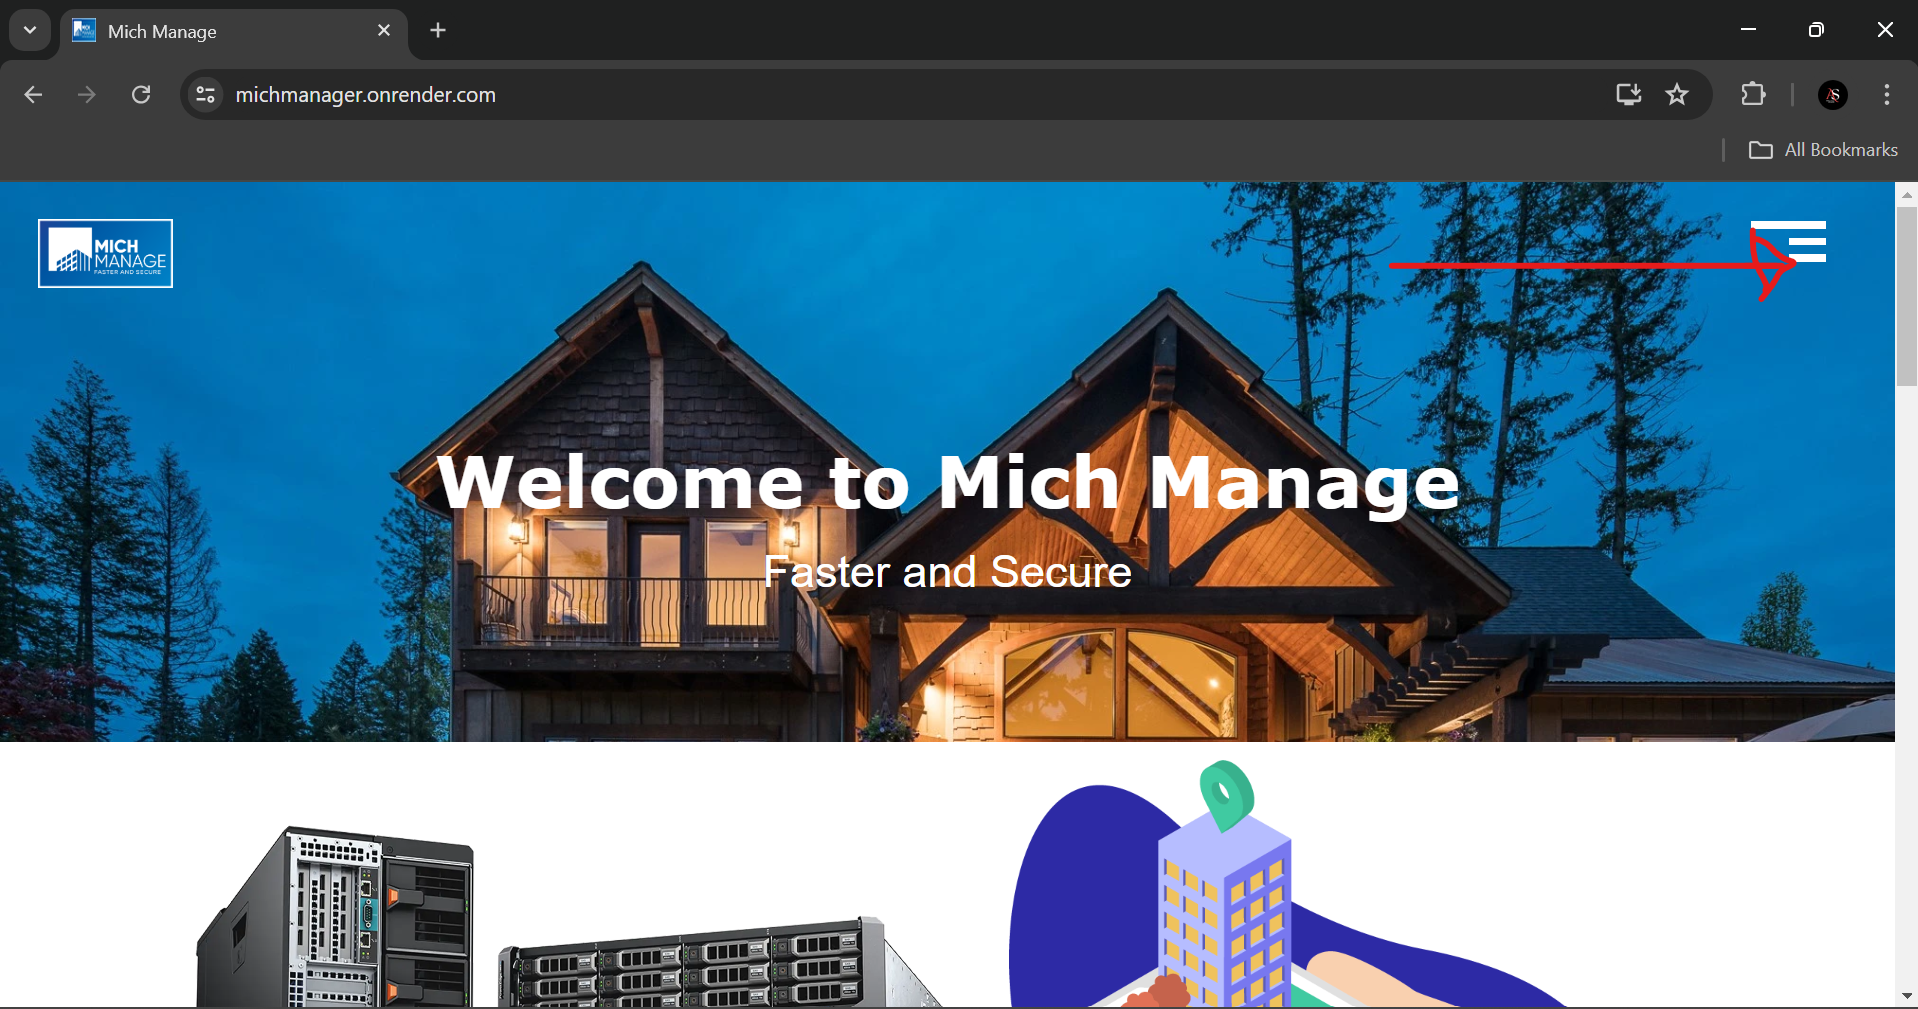 Mich Manage
michmanager.onrender.com
All Bookmarks
MICH
MANAGE
FASTER AND SECURE
Welcome to Mich Manage
Faster and Secure